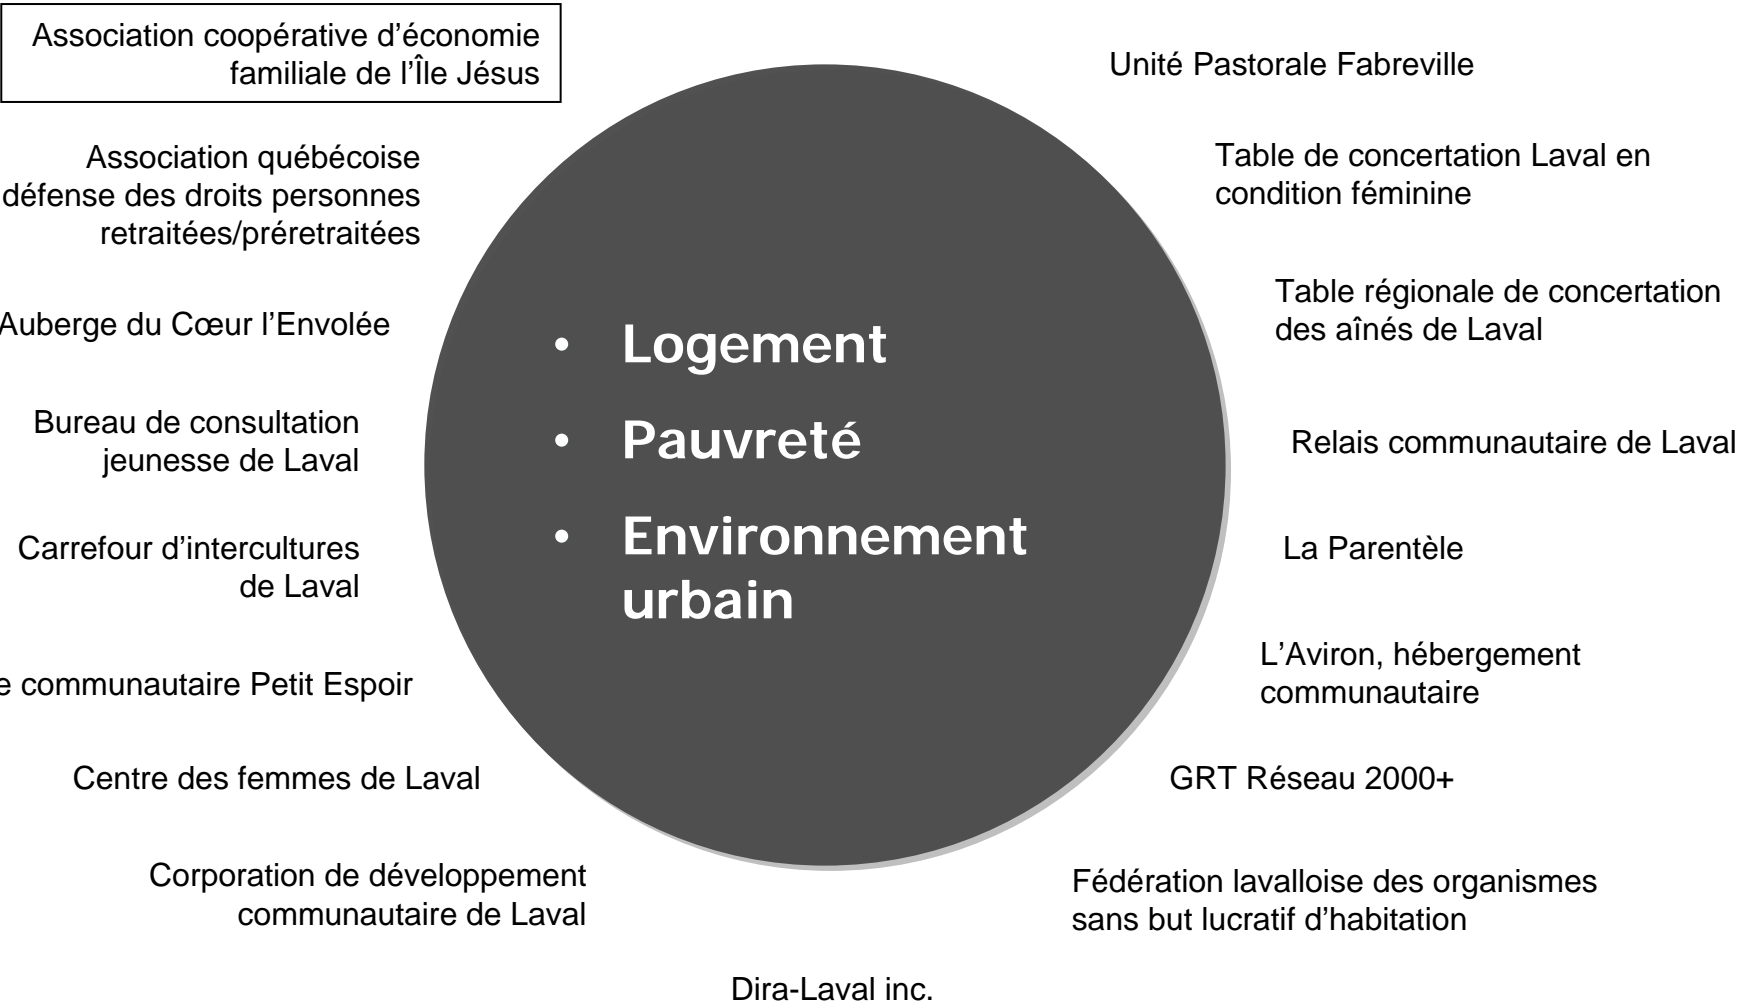 Association coopérative d’économie
familiale de l’Île Jésus
Association québécoise
défense des droits personnes
retraitées/préretraitées
Auberge du Cœur l’Envolée
Bureau de consultation
jeunesse de Laval
Carrefour d’intercultures
de Laval
communautaire Petit Espoir
Centre des femmes de Laval
Corporation de développement
communautaire de Laval
Dira-Laval inc.
• Logement
• Pauvreté
• Environnement
urbain
Unité Pastorale Fabreville
Table de concertation Laval en
condition féminine
Table régionale de concertation
des aînés de Laval
Relais communautaire de Laval
La Parentèle
L’Aviron, hébergement
communautaire
GRT Réseau 2000+
Fédération lavalloise des organismes
sans but lucratif d’habitation